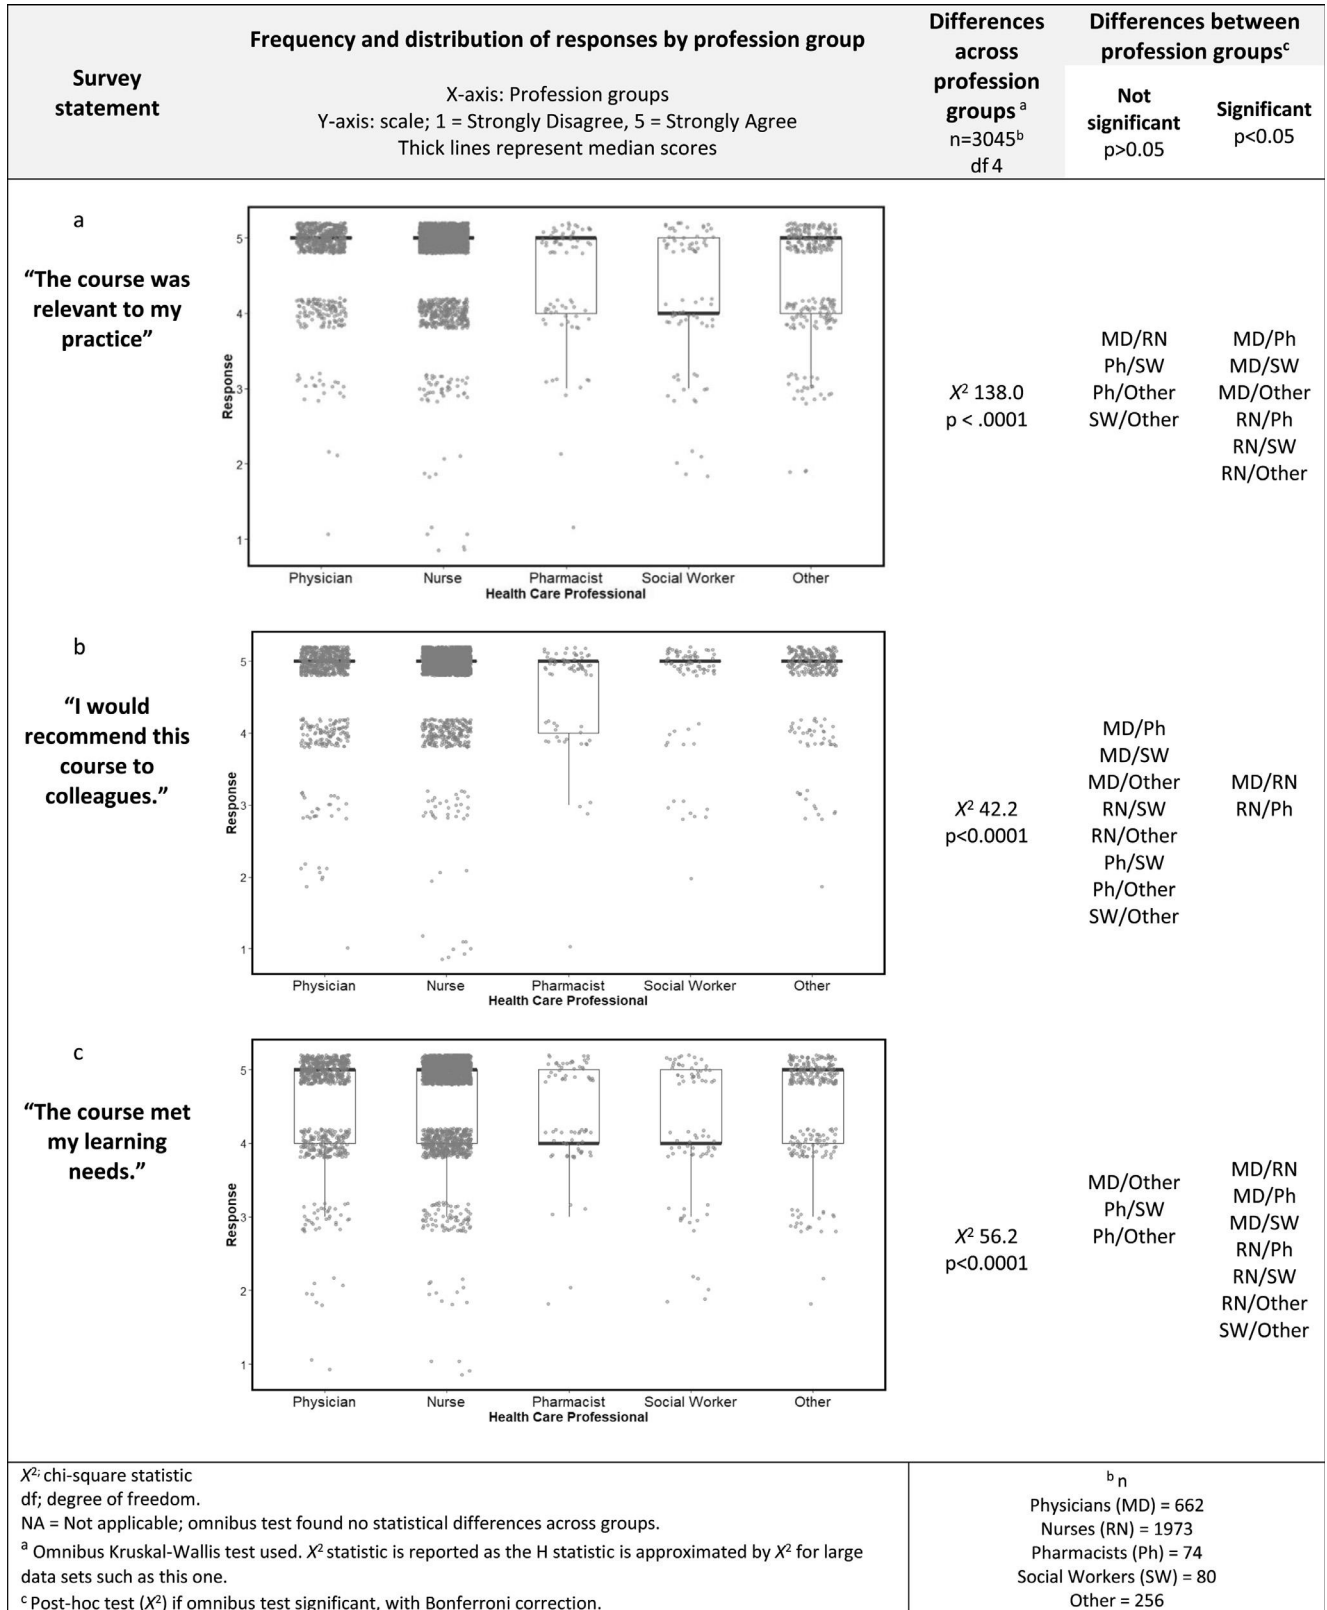 Survey
statement
Frequency and distribution of responses by profession group
X-axis: Profession groups
Y-axis: scale; 1 = Strongly Disagree, 5 = Strongly Agree
Thick lines represent median scores
Differences
across
profession
groups a
n=3045b
df 4
Differences between
profession groupsc
Not
significant
p>0.05
Significant
p<0.05
a
“The course was
relevant to my
practice”
Response
5
4
3
2
1
Physician Nurse Pharmacist Social Worker Other
Health Care Professional
X² 138.0
p < .0001
MD/RN
Ph/SW
Ph/Other
SW/Other
MD/Ph
MD/SW
MD/Other
RN/Ph
RN/SW
RN/Other
b
“I would
recommend this
course to
colleagues.”
Response
5
4
3
2
1
Physician Nurse Pharmacist Social Worker Other
Health Care Professional
X² 42.2
p<0.0001
MD/Ph
MD/SW
MD/Other
RN/SW
RN/Other
Ph/SW
Ph/Other
SW/Other
MD/RN
RN/Ph
c
“The course met
my learning
needs.”
Response
5
4
3
2
1
Physician Nurse Pharmacist Social Worker Other
Health Care Professional
X² 56.2
p<0.0001
MD/Other
Ph/SW
Ph/Other
MD/RN
MD/Ph
MD/SW
RN/Ph
RN/SW
RN/Other
SW/Other
X²; chi-square statistic
df; degree of freedom.
NA = Not applicable; omnibus test found no statistical differences across groups.
a Omnibus Kruskal-Wallis test used. X² statistic is reported as the H statistic is approximated by X² for large
data sets such as this one.
c Post-hoc test (X²) if omnibus test significant, with Bonferroni correction.
b n
Physicians (MD) = 662
Nurses (RN) = 1973
Pharmacists (Ph) = 74
Social Workers (SW) = 80
Other = 256